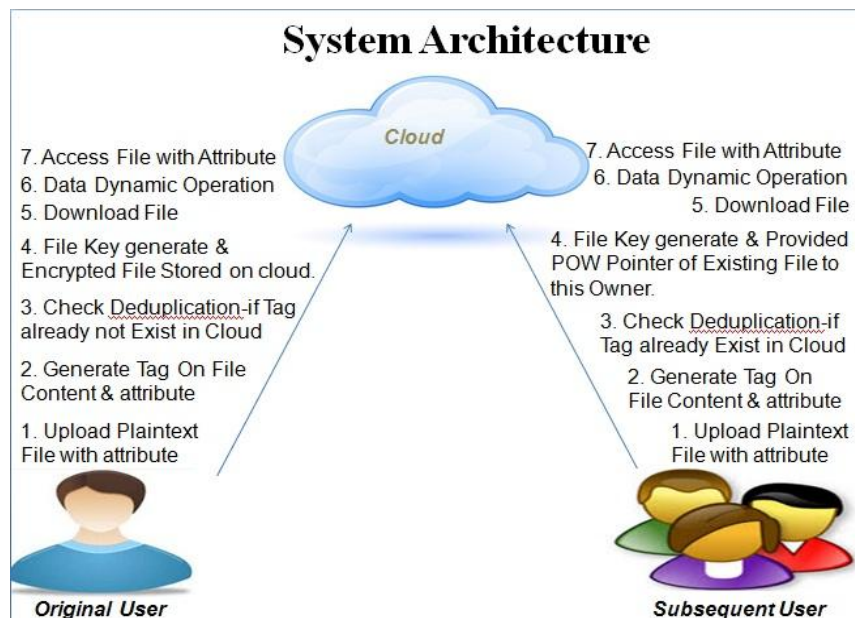 System Architecture
Cloud
7. Access File with Attribute
6. Data Dynamic Operation
5. Download File
4. File Key generate &
Encrypted File Stored on cloud.
3. Check Deduplication-if Tag
already not Exist in Cloud
2. Generate Tag On File
Content & attribute
1. Upload Plaintext
File with attribute
Original User
7. Access File with Attribute
6. Data Dynamic Operation
5. Download File
4. File Key generate & Provided
POW Pointer of Existing File to
this Owner.
3. Check Deduplication-if
Tag already Exist in Cloud
2. Generate Tag On
File Content & attribute
1. Upload Plaintext
File with attribute
Subsequent User